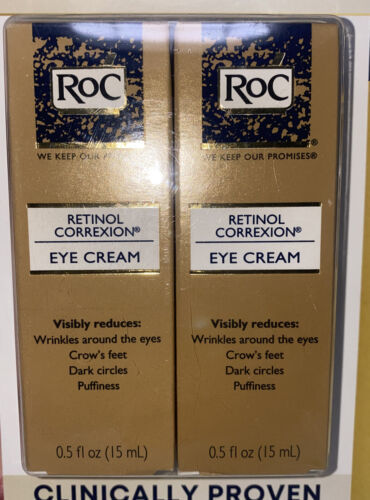 RoC
WE KEEP OUR
RETINOL
CORREXION®
EYE CREAM
Visibly reduces:
Wrinkles around the eyes
Crow's feet
Dark circles
Puffiness
0.5 fl oz (15 mL)
RoC
®
WE KEEP OUR PROMISES®
RETINOL
CORREXION®
EYE CREAM
Visibly reduces:
Wrinkles around the eyes
Crow's feet
Dark circles
Puffiness
0.5 fl oz (15 mL)
CLINICALLY PROVEN